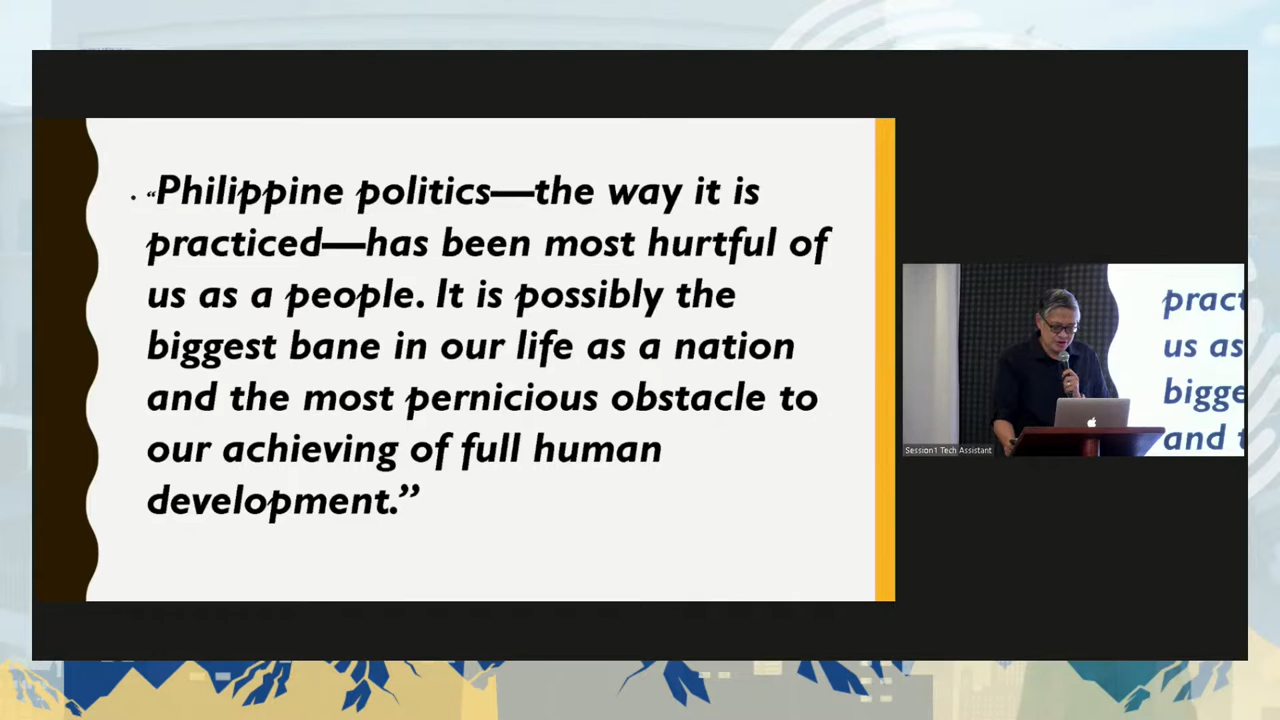 • “Philippine politics—the way it is
practiced—has been most hurtful of
us as a people. It is possibly the
biggest bane in our life as a nation
and the most pernicious obstacle to
our achieving of full human
development.”
pract
us as
bigge
and t
Session1 Tech Assistant